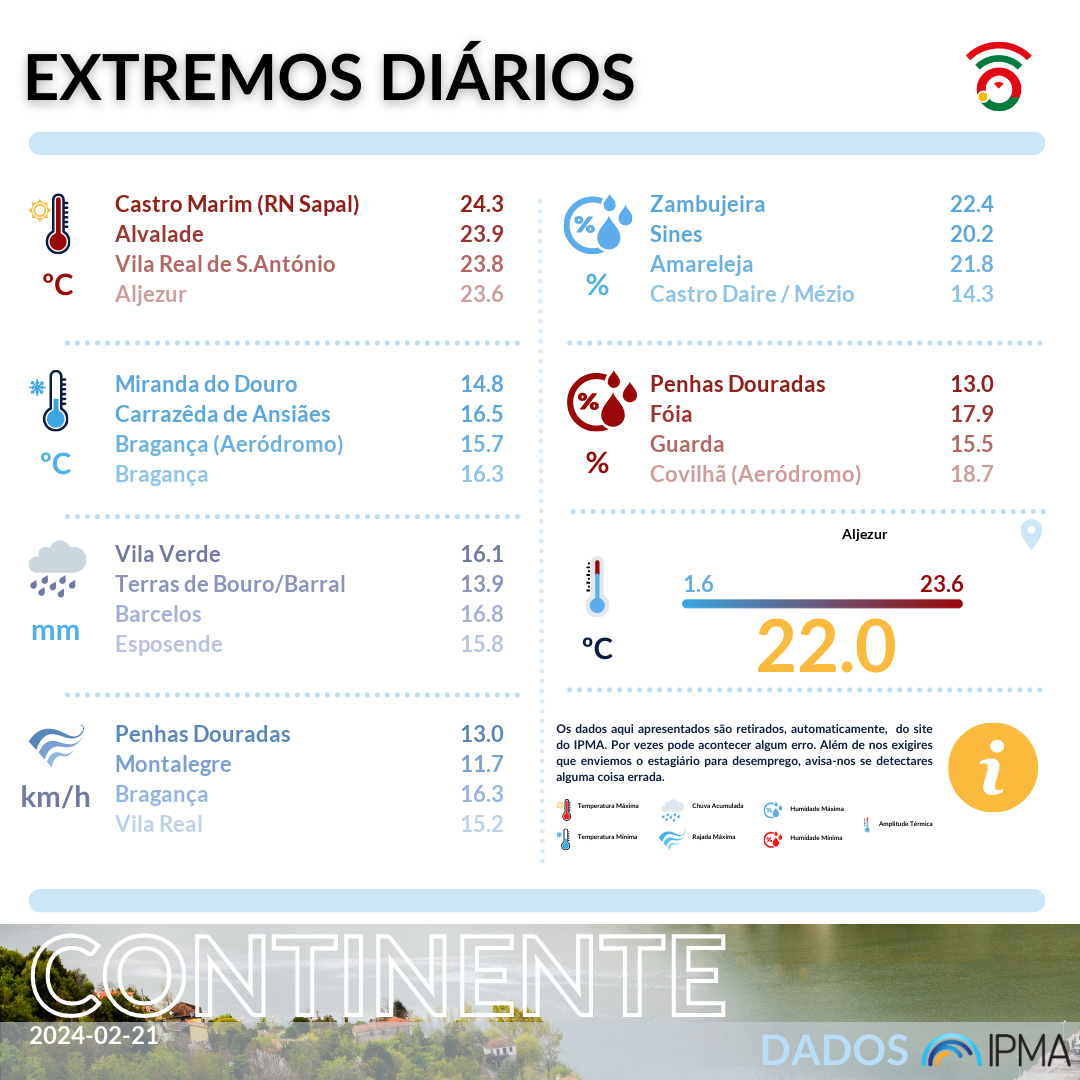 EXTREMOS DIÁRIOS
Castro Marim (RN Sapal) 24.3
Alvalade 23.9
Vila Real de S.António 23.8
Aljezur 23.6
ºC
Miranda do Douro 14.8
Carrazêda de Ansiães 16.5
Bragança (Aeródromo) 15.7
Bragança 16.3
ºC
Vila Verde 16.1
Terras de Bouro/Barral 13.9
Barcelos 16.8
Esposende 15.8
mm
Penhas Douradas 13.0
Montalegre 11.7
Bragança 16.3
Vila Real 15.2
km/h
%
Zambujeira 22.4
Sines 20.2
Amareleja 21.8
Castro Daire / Mézio 14.3
%
%
Penhas Douradas 13.0
Fóia 17.9
Guarda 15.5
Covilhã (Aeródromo) 18.7
%
Aljezur
1.6 23.6
22.0
ºC
Os dados aqui apresentados são retirados, automaticamente, do site
do IPMA. Por vezes pode acontecer algum erro. Além de nos exigires
que enviemos o estagiário para desemprego, avisa-nos se detectares
alguma coisa errada.
i
Temperatura Máxima Chuva Acumulada Humidade Máxima
Amplitude Térmica
Temperatura Mínima Rajada Máxima Humidade Mínima
CONTINENTE
2024-02-21
DADOS IPMA